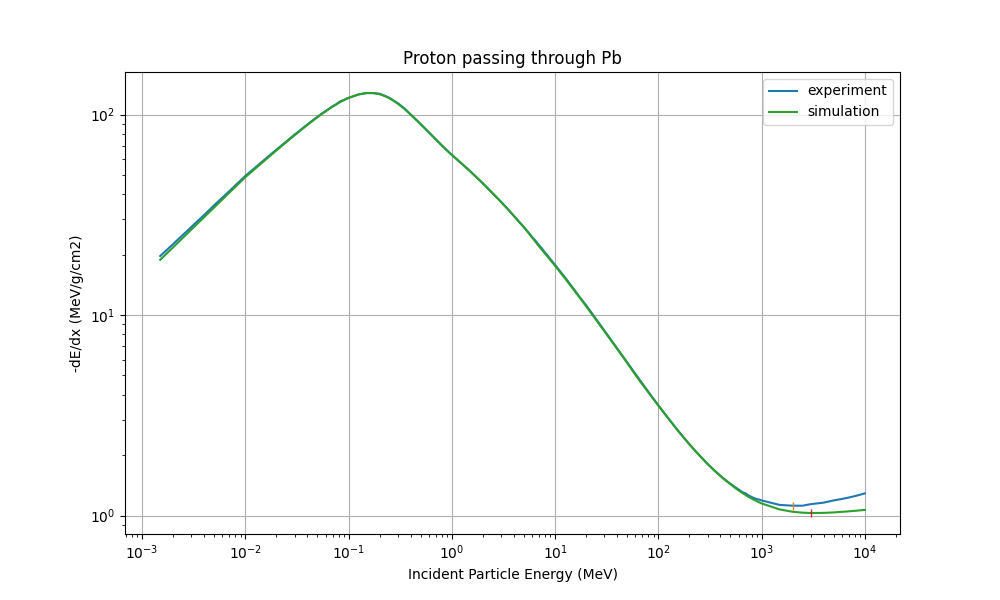 Proton passing through Pb
experiment
simulation
-dE/dx (MeV/g/cm2)
10²
10¹
10⁰
10⁻³ 10⁻² 10⁻¹ 10⁰ 10¹ 10² 10³ 10⁴
Incident Particle Energy (MeV)